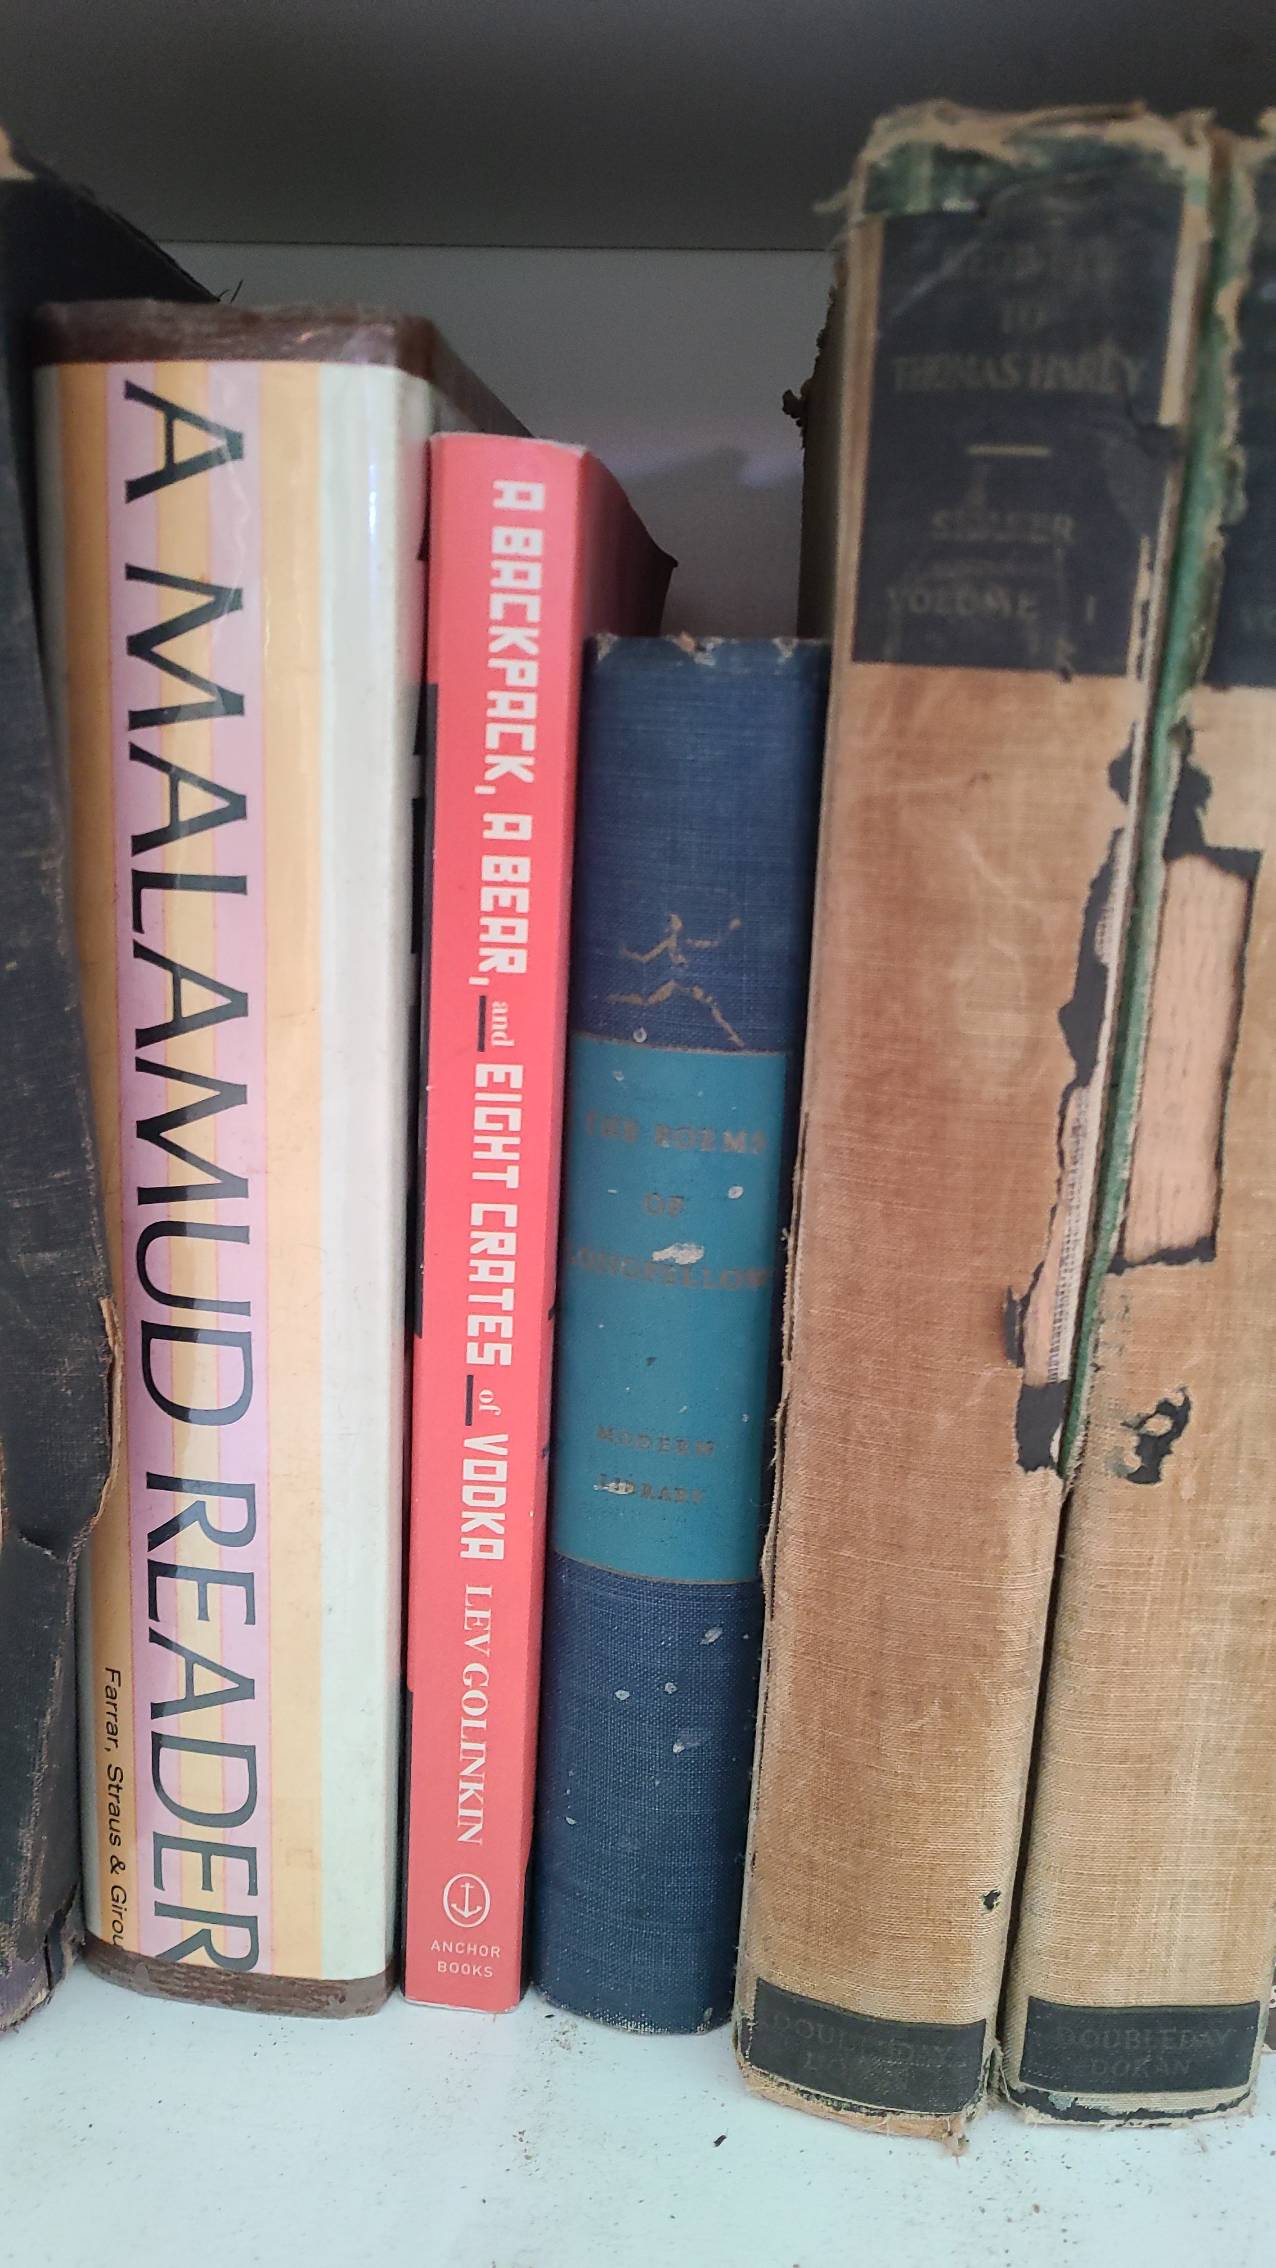 A MALAMUD READER
Farrar, Straus & Girou
A BACKPACK, A BEAR, and EIGHT CRATES of VODKA LEV GOLINKIN
ANCHOR
BOOKS
THE POEMS
OF
LONGFELLOW
MODERN
LIBRARY
TO
THOMAS HARDY
VOLUME I
DOUBLEDAY
DOUBLEDAY
DORAN